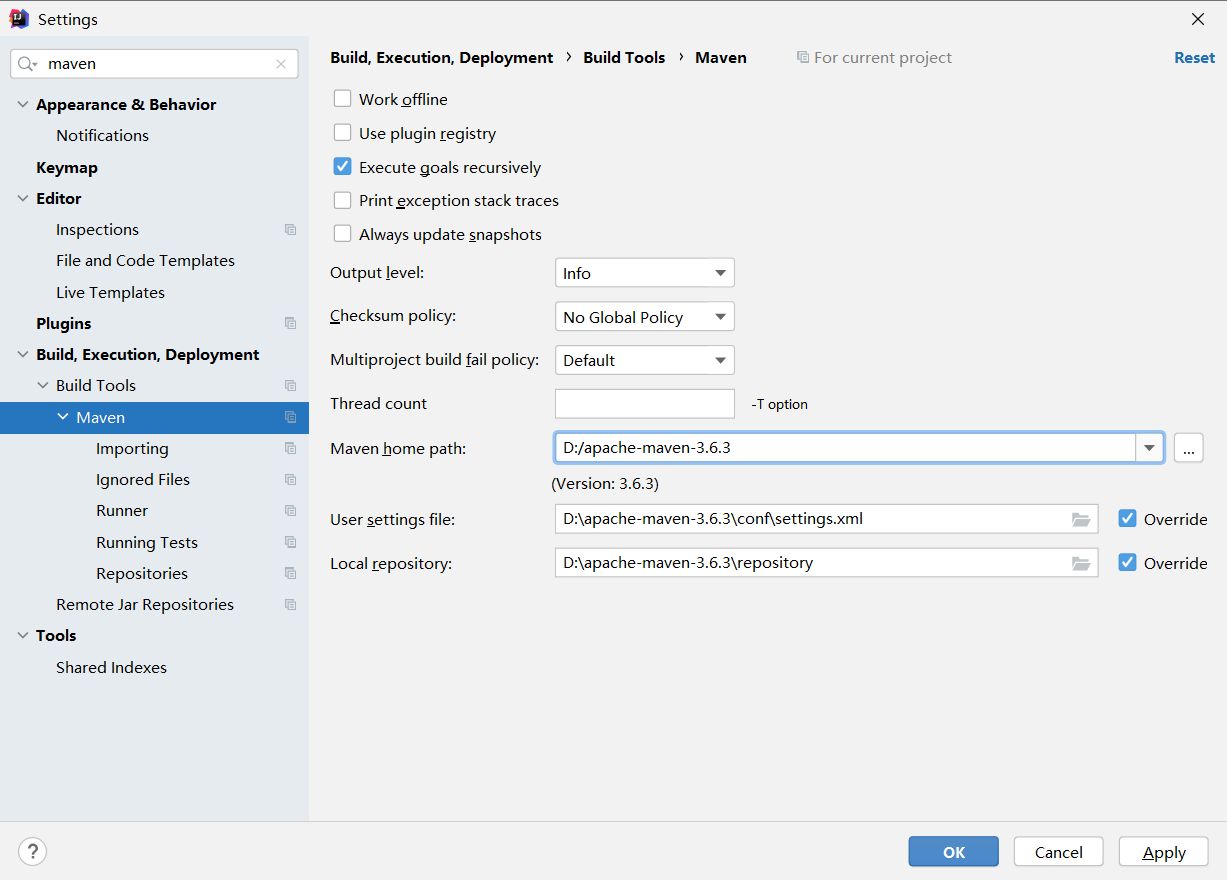 Settings
maven
Build, Execution, Deployment › Build Tools › Maven For current project Reset
Appearance & Behavior
Notifications
Keymap
Editor
Inspections
File and Code Templates
Live Templates
Plugins
Build, Execution, Deployment
Build Tools
Maven
Importing
Ignored Files
Runner
Running Tests
Repositories
Remote Jar Repositories
Tools
Shared Indexes
Work offline
Use plugin registry
Execute goals recursively
Print exception stack traces
Always update snapshots
Output level: Info
Checksum policy: No Global Policy
Multiproject build fail policy: Default
Thread count -T option
Maven home path: D:/apache-maven-3.6.3 ...
(Version: 3.6.3)
User settings file: D:\apache-maven-3.6.3\conf\settings.xml Override
Local repository: D:\apache-maven-3.6.3\repository Override
? OK Cancel Apply